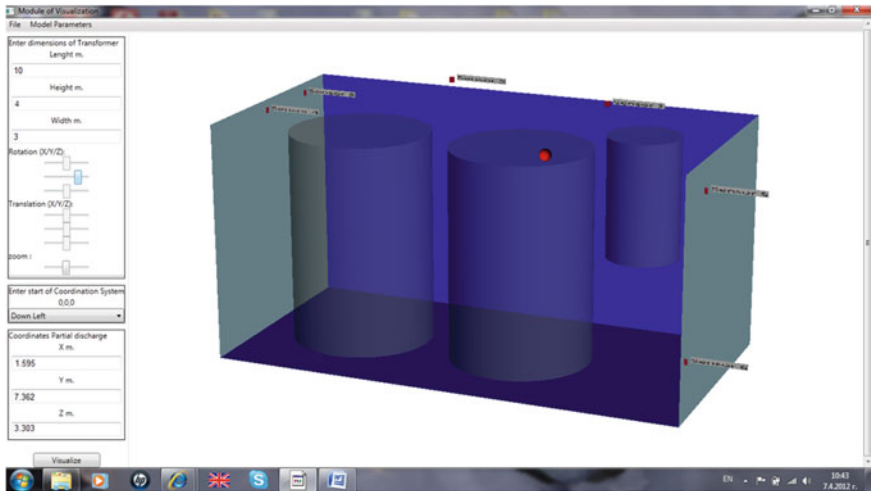 Module of Visualization
File Model Parameters
Enter dimensions of Transformer
Lenght m.
10
Height m.
4
Width m.
3
Rotation (X/Y/Z):
Translation (X/Y/Z):
zoom :
Enter start of Coordination System
0,0,0
Down Left
Coordinates Partial discharge
X m.
1.595
Y m.
7.362
Z m.
3.303
Visualize
EN
10:43
7.4.2012 г.